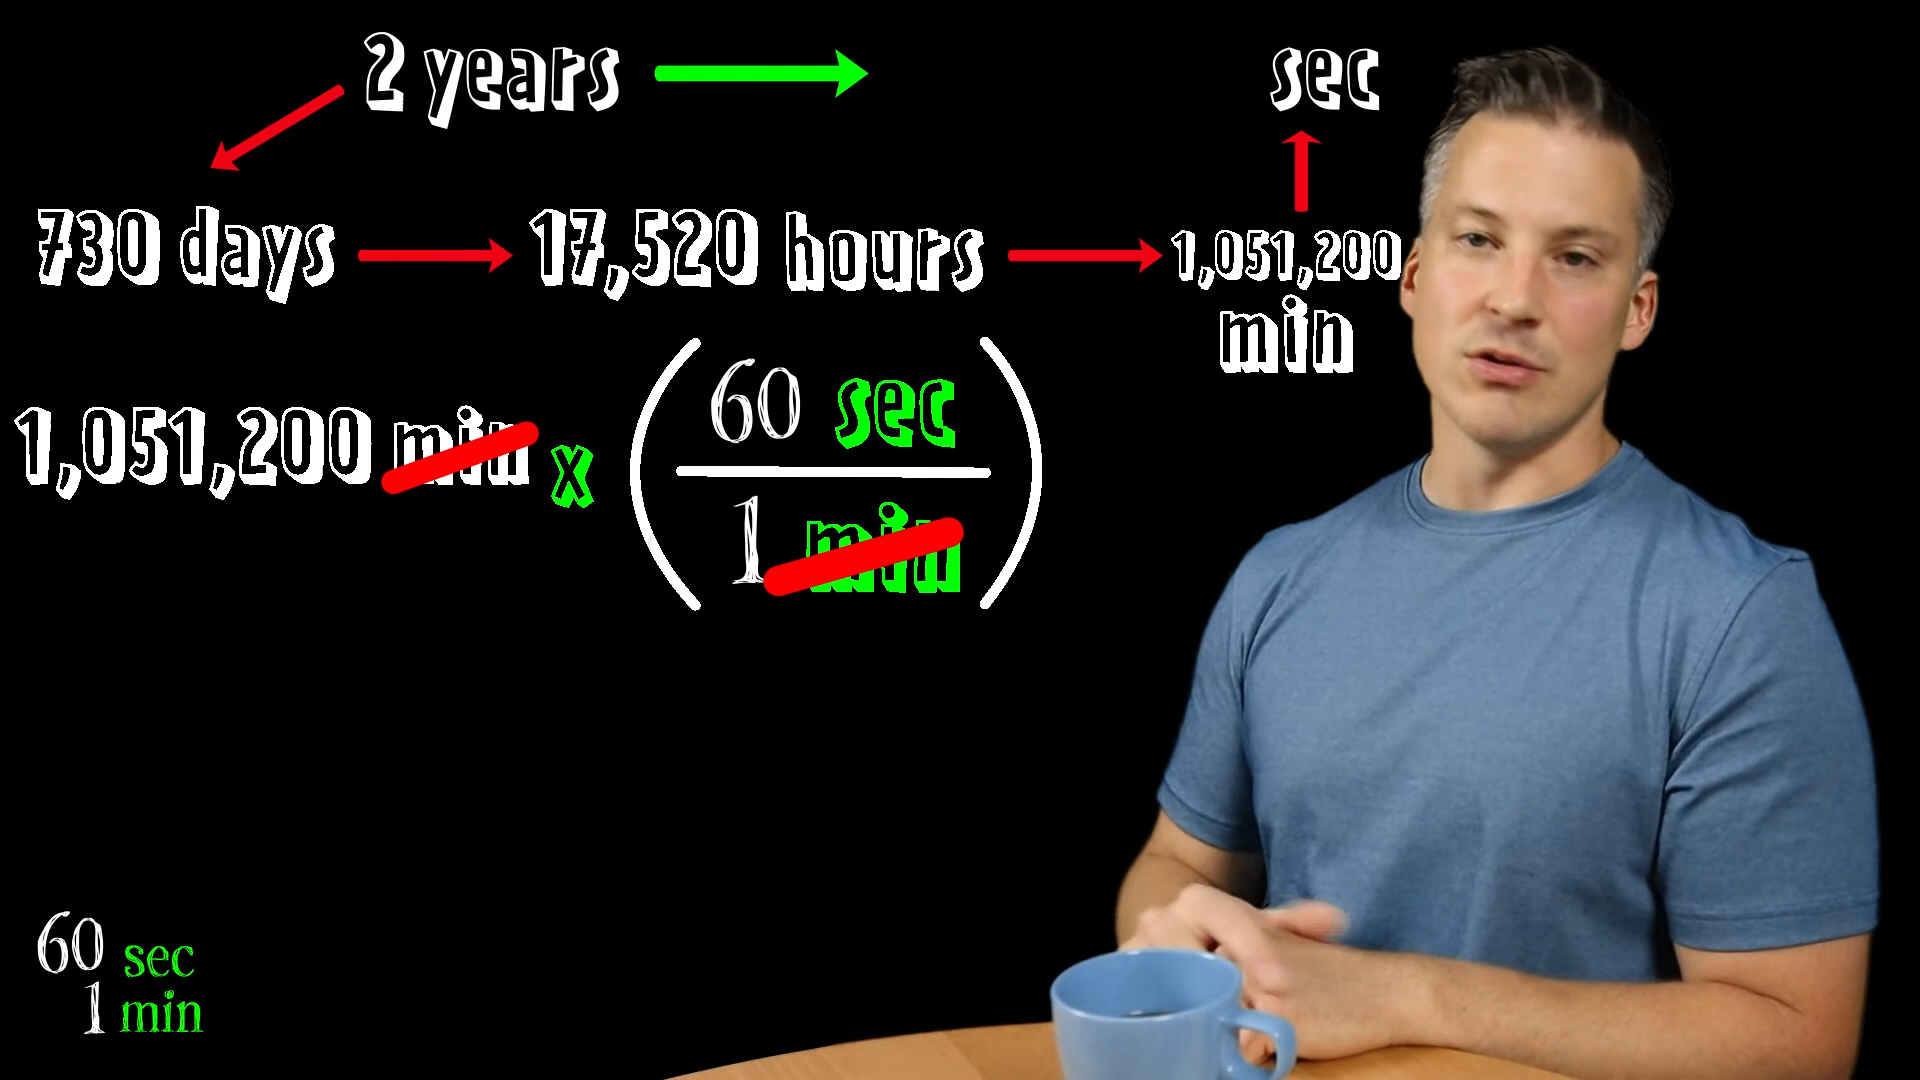 2 years sec
730 days 17,520 hours 1,051,200
min
1,051,200 min x 60 sec
1 min
60 sec
1 min